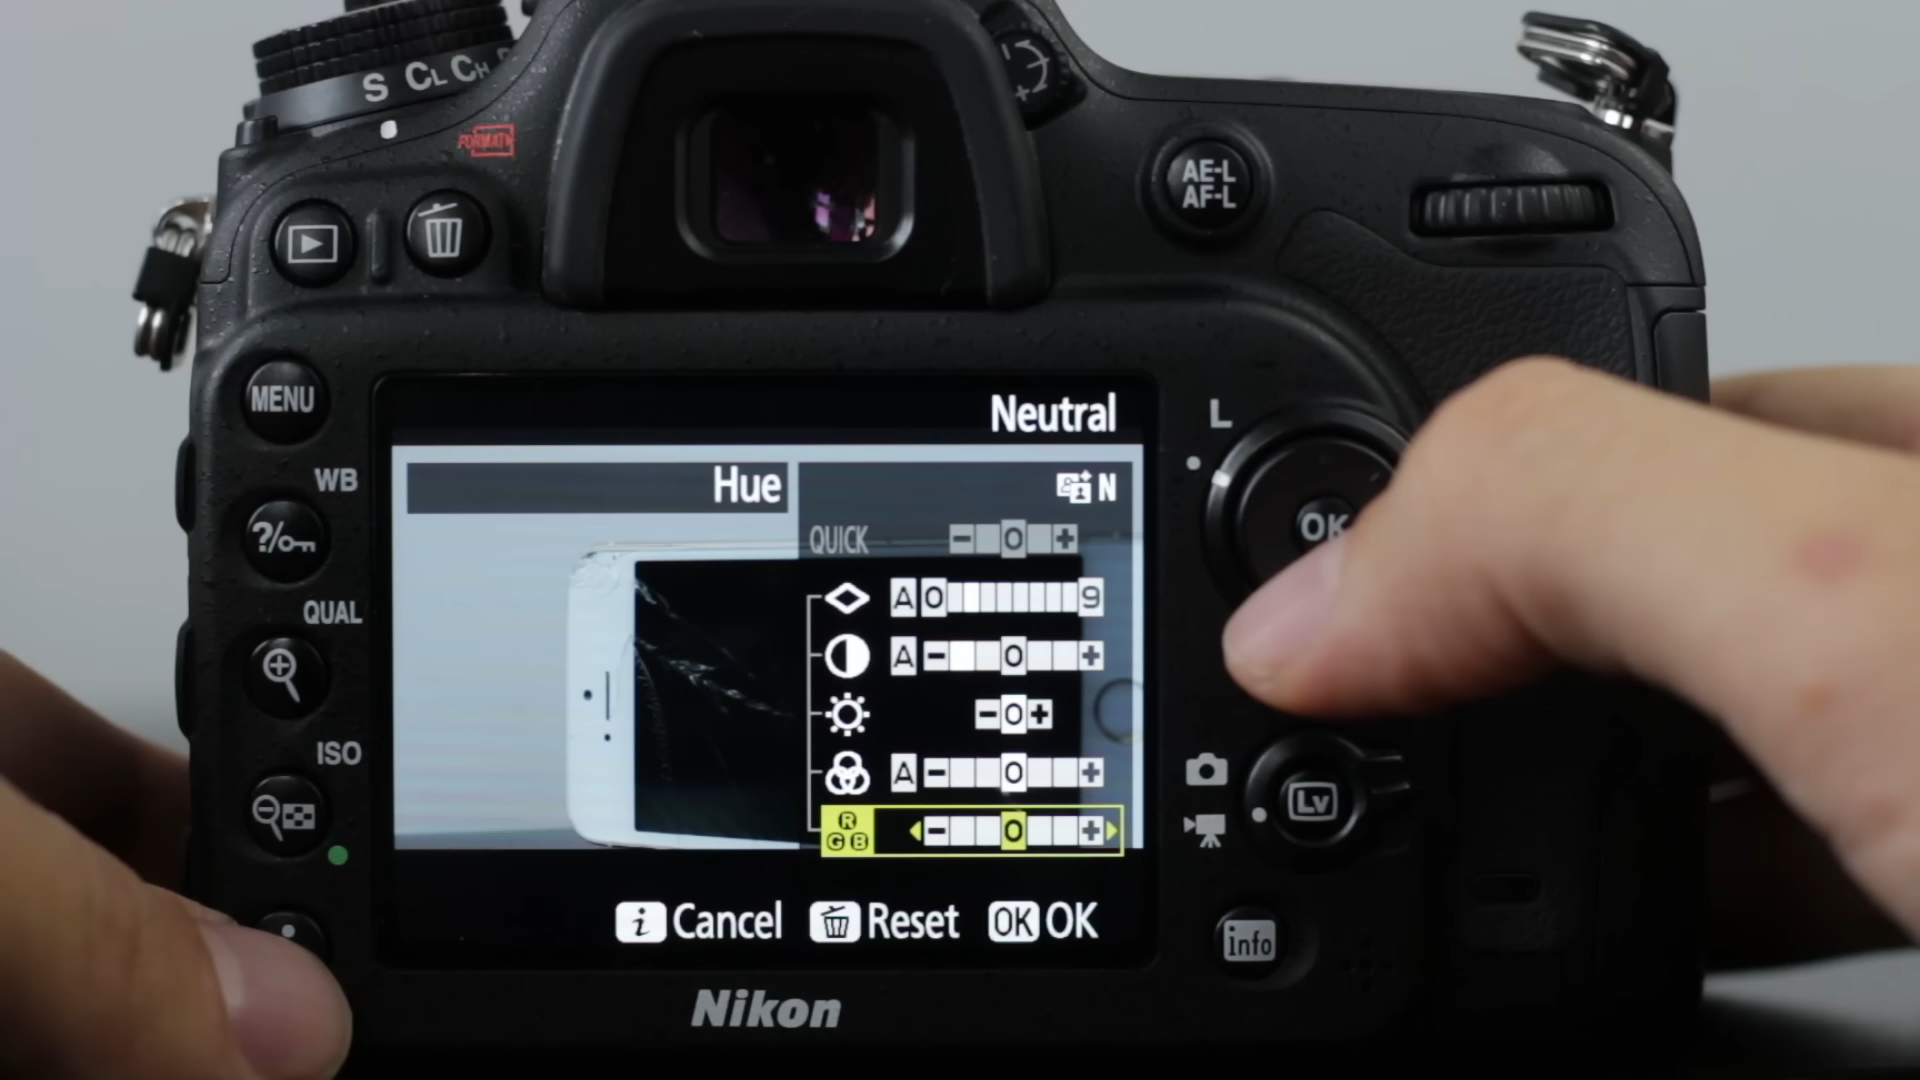 S CL CH
FORMAT
AE-L
AF-L
MENU
WB
?
QUAL
ISO
L
OK
Neutral
Hue
N
QUICK - 0 +
A 0 9
A - 0 +
- 0 +
A - 0 +
R
G B - 0 +
i Cancel Reset OK OK
Lv
info
Nikon